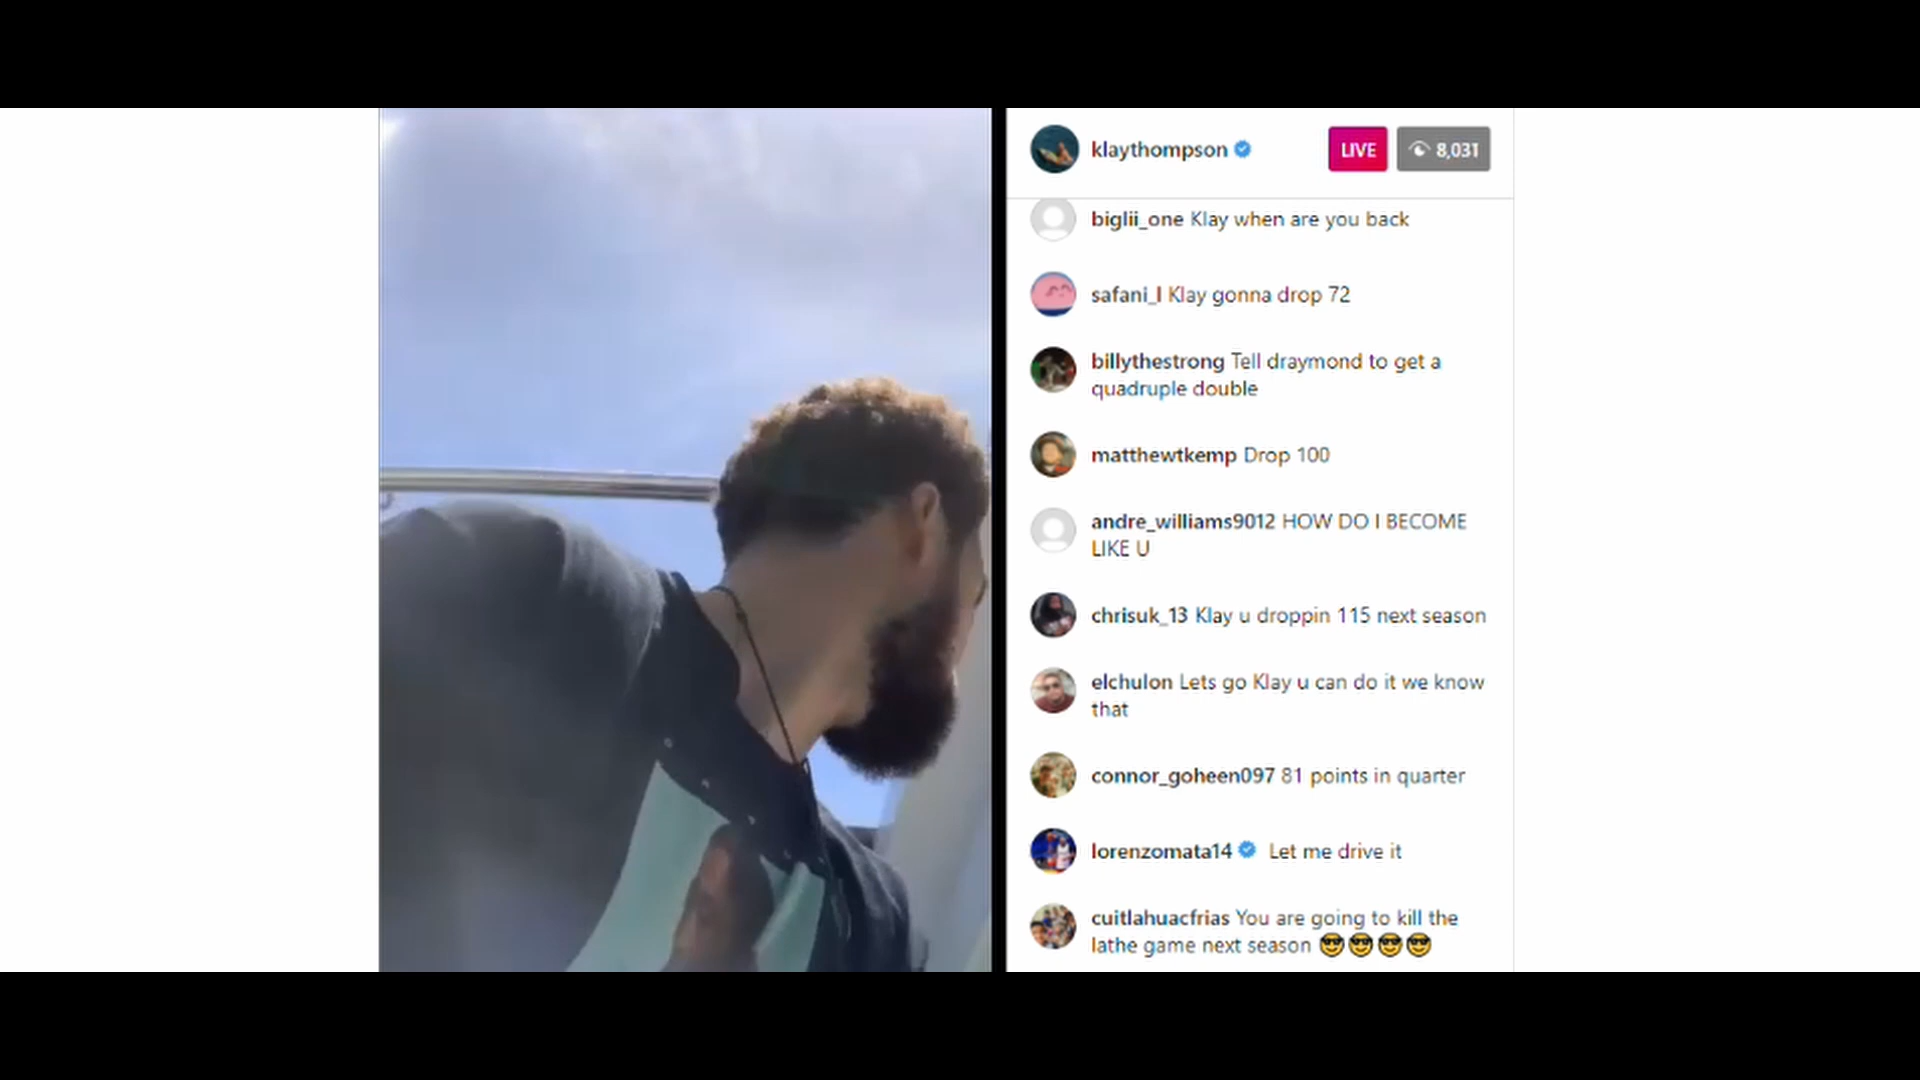 klaythompson
LIVE 8,031
biglii_one Klay when are you back
safani_l Klay gonna drop 72
billythestrong Tell draymond to get a
quadruple double
matthewtkemp Drop 100
andre_williams9012 HOW DO I BECOME
LIKE U
chrisuk_13 Klay u droppin 115 next season
elchulon Lets go Klay u can do it we know
that
connor_goheen097 81 points in quarter
lorenzomata14 Let me drive it
cuitlahuacfrias You are going to kill the
lathe game next season 😎😎😎😎